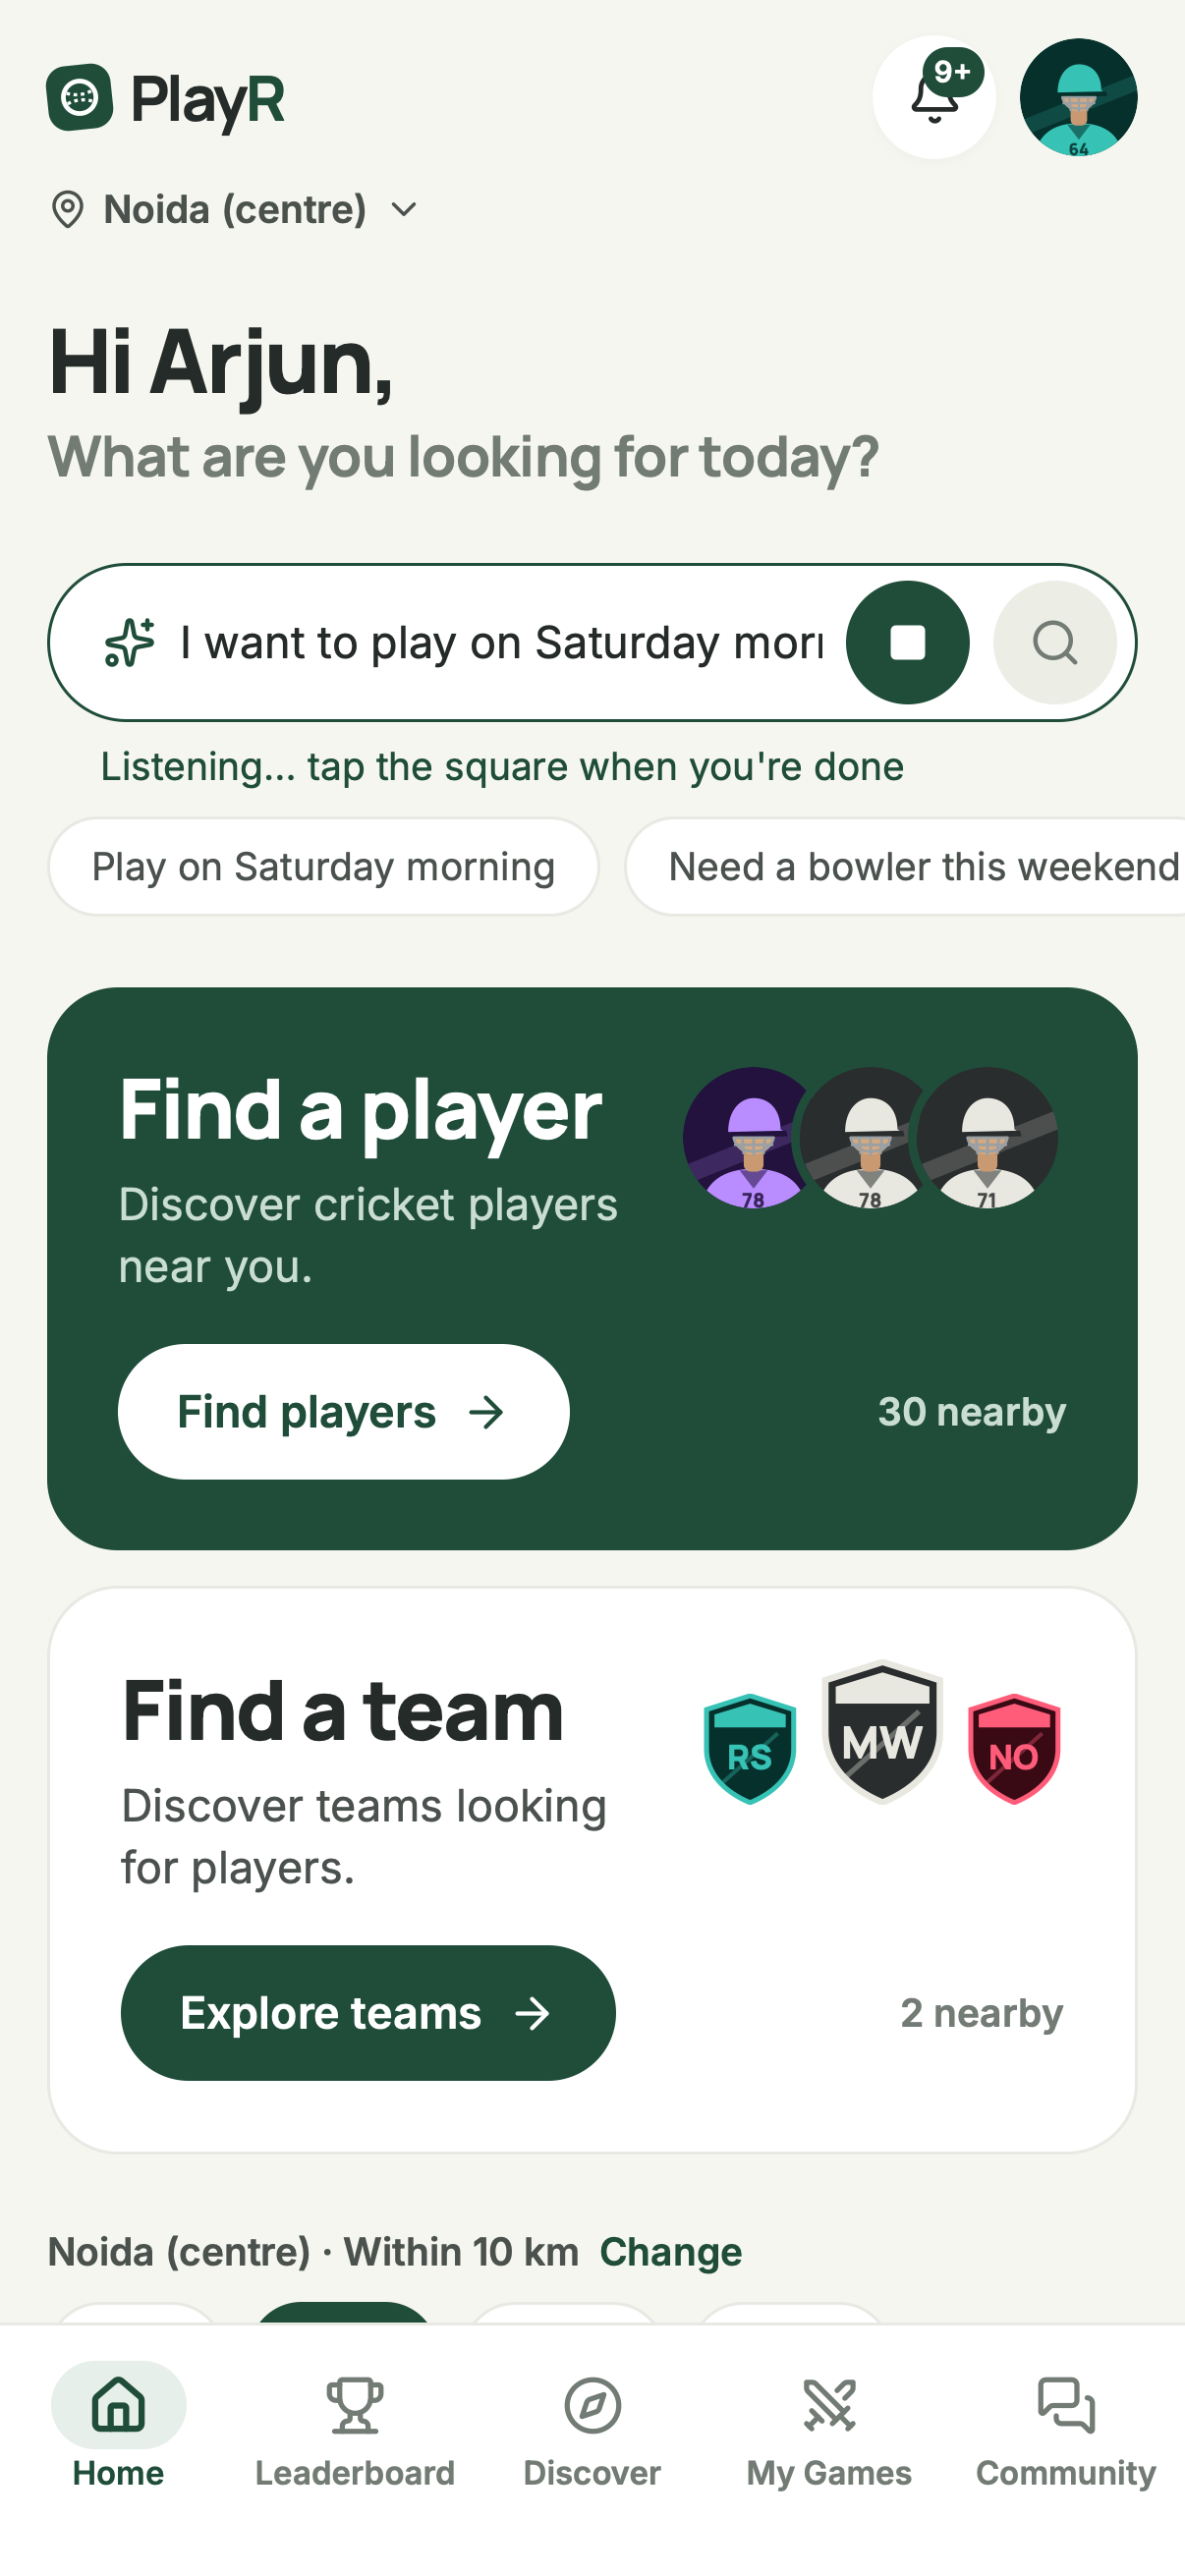 PlayR
9+
64
Noida (centre)
Hi Arjun,
What are you looking for today?
I want to play on Saturday
Listening... tap the square when you're done
Play on Saturday morning
Need a bowler this weekend
Find a player
78
78
71
Discover cricket players
near you.
Find players
30 nearby
Find a team
RS
MW
NO
Discover teams looking
for players.
Explore teams
2 nearby
Noida (centre) · Within 10 km Change
Home
Leaderboard
Discover
My Games
Community